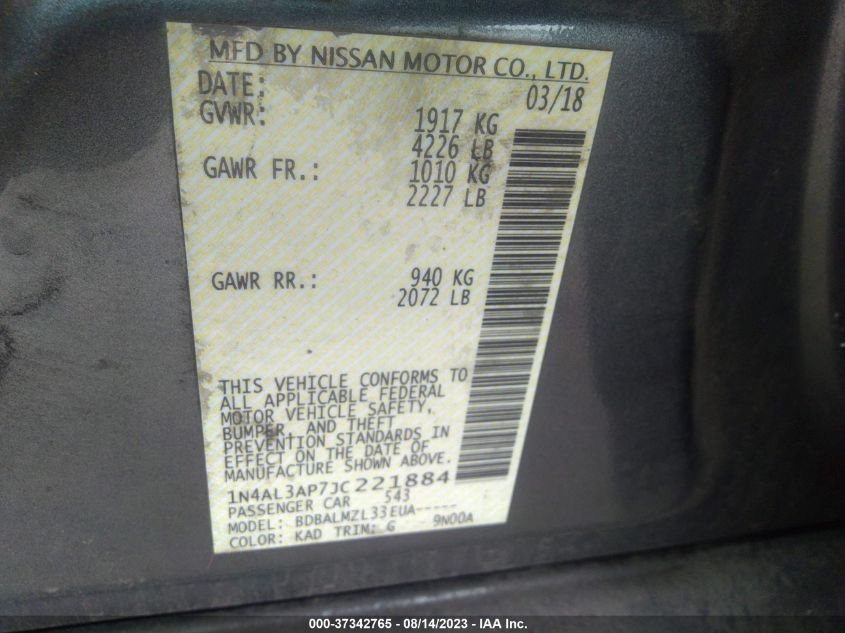 MFD BY NISSAN MOTOR CO., LTD.
DATE: 03/18
GVWR: 1917 KG
4226 LB
GAWR FR.: 1010 KG
2227 LB
GAWR RR.: 940 KG
2072 LB
THIS VEHICLE CONFORMS TO
ALL APPLICABLE FEDERAL
MOTOR VEHICLE SAFETY,
BUMPER, AND THEFT
PREVENTION STANDARDS IN
EFFECT ON THE DATE OF
MANUFACTURE SHOWN ABOVE.
1N4AL3AP7JC221884
PASSENGER CAR 543
MODEL: BDBALMZL33EUA-----
COLOR: KAD TRIM: G 9N00A
000-37342765 - 08/14/2023 - IAA Inc.